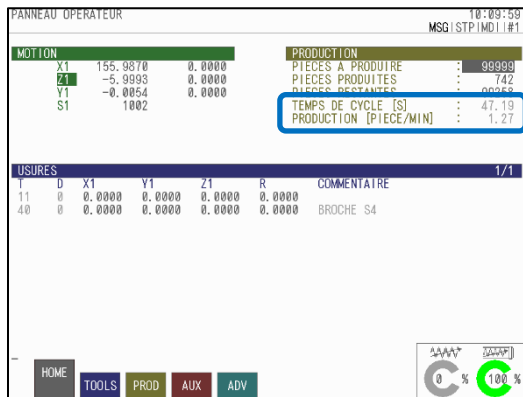 PANNEAU OPERATEUR 10:09:59
MSG|STP|MDI||#1
MOTION
X1 155.9870 0.0000
Z1 -5.9993 0.0000
Y1 -0.0054 0.0000
S1 1002
PRODUCTION
PIECES A PRODUIRE : 99999
PIECES PRODUITES : 742
PIECES RESTANTES : 99258
TEMPS DE CYCLE [S] : 47.19
PRODUCTION [PIECE/MIN] : 1.27
USURES 1/1
T D X1 Y1 Z1 R COMMENTAIRE
11 0 0.0000 0.0000 0.0000 0.0000
40 0 0.0000 0.0000 0.0000 0.0000 BROCHE S4
HOME TOOLS PROD AUX ADV
0 % 100 %